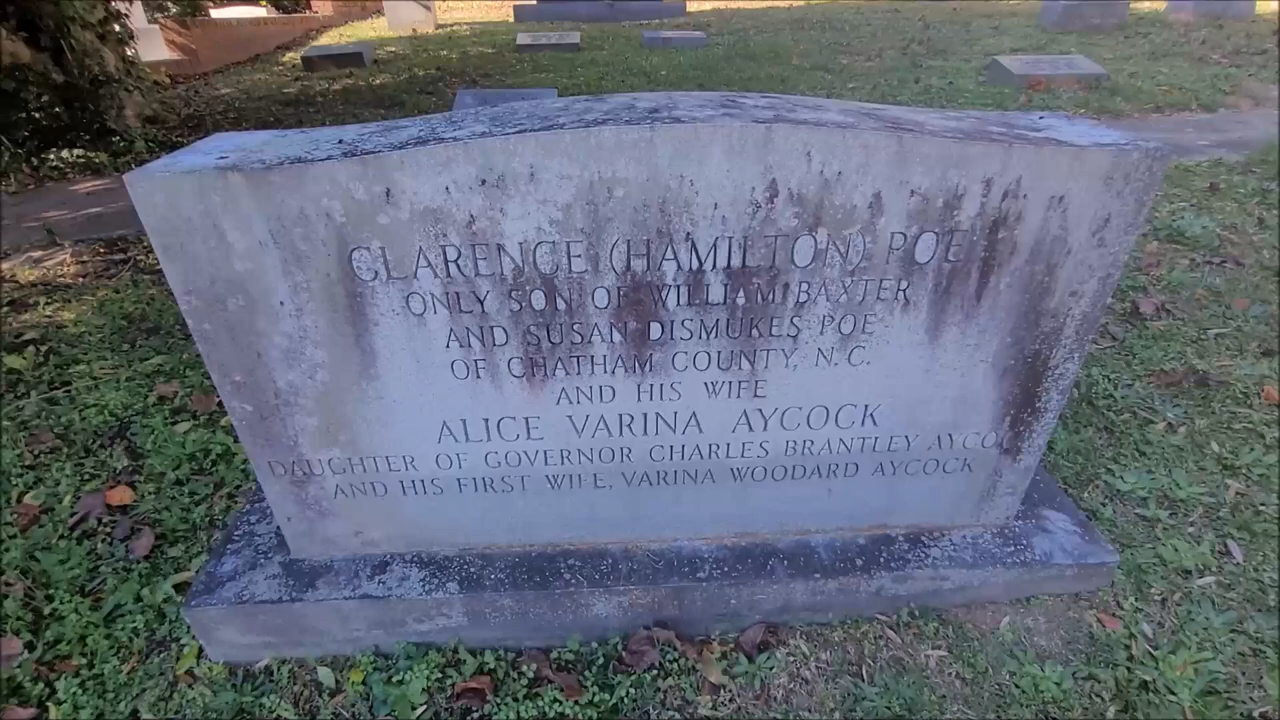 CLARENCE (HAMILTON) POE
ONLY SON OF WILLIAM BAXTER
AND SUSAN DISMUKES POE
OF CHATHAM COUNTY, N.C.
AND HIS WIFE
ALICE VARINA AYCOCK
DAUGHTER OF GOVERNOR CHARLES BRANTLEY AYCOCK
AND HIS FIRST WIFE, VARINA WOODARD AYCOCK